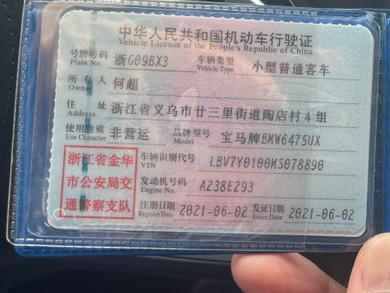 中华人民共和国机动车行驶证
Vehicle License of the People's Republic of China
号牌号码 浙G09BX3 车辆类型 小型普通客车
Plate No. Vehicle Type
所有人 何超
Owner
住址 浙江省义乌市廿三里街道陶店村4组
Address
使用性质 非营运 品牌型号 宝马牌BMW6475UX
Use Character Model
浙江省金华 车辆识别代号 LBV7Y0100MS078890
VIN
市公安局交 发动机号码 A238E293
Engine No.
通警察支队 注册日期 2021-06-02 发证日期 2021-06-02
Register Date Issue Date